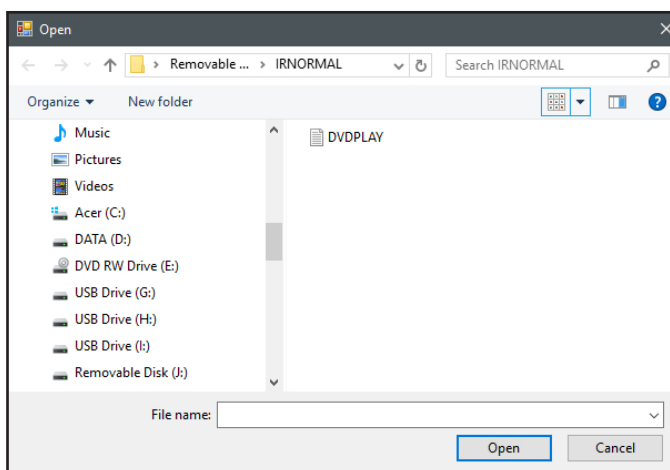 Open
Removable ... > IRNORMAL
Search IRNORMAL
Organize
New folder
Music
Pictures
Videos
Acer (C:)
DATA (D:)
DVD RW Drive (E:)
USB Drive (G:)
USB Drive (H:)
USB Drive (I:)
Removable Disk (J:)
DVDPLAY
File name:
Open
Cancel